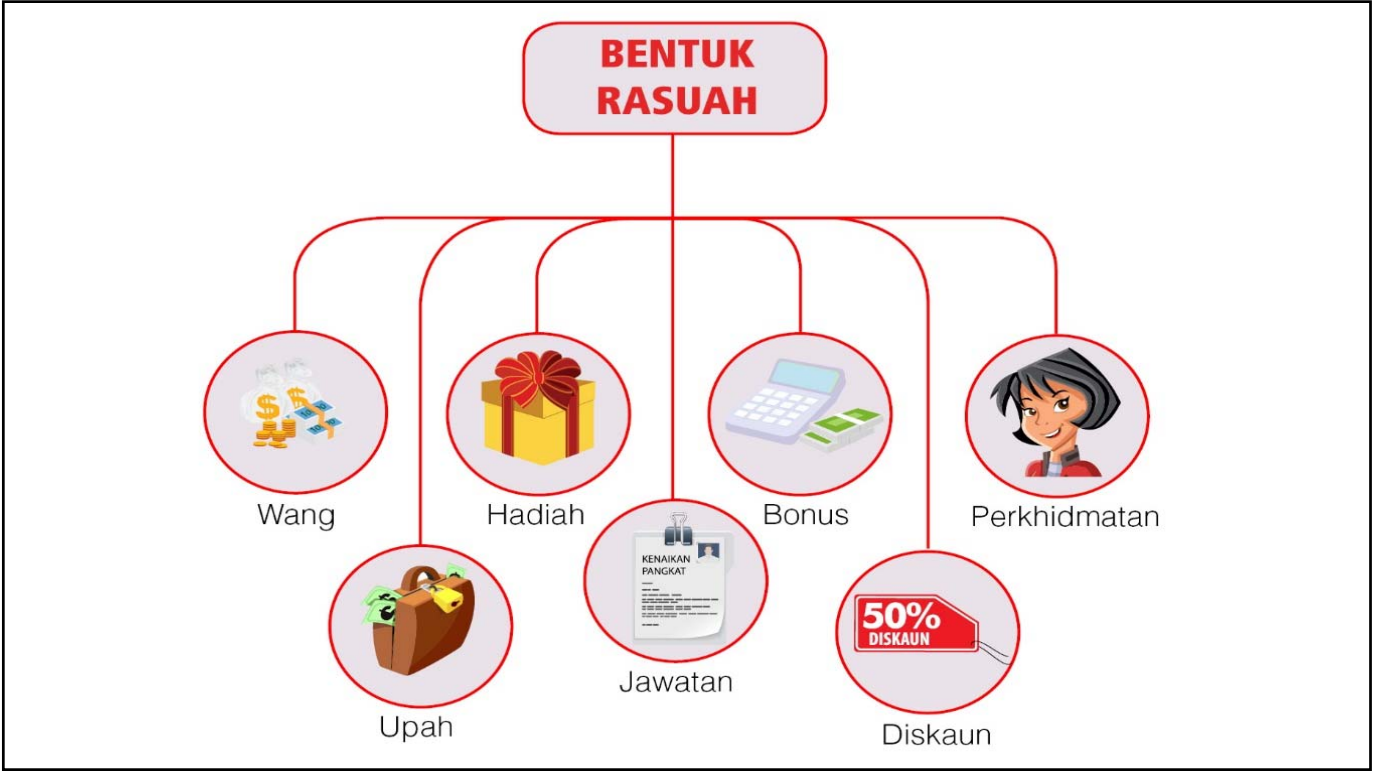 BENTUK
RASUAH
Wang
Hadiah
Bonus
Perkhidmatan
KENAIKAN
PANGKAT
Upah
Jawatan
50%
DISKAUN
Diskaun